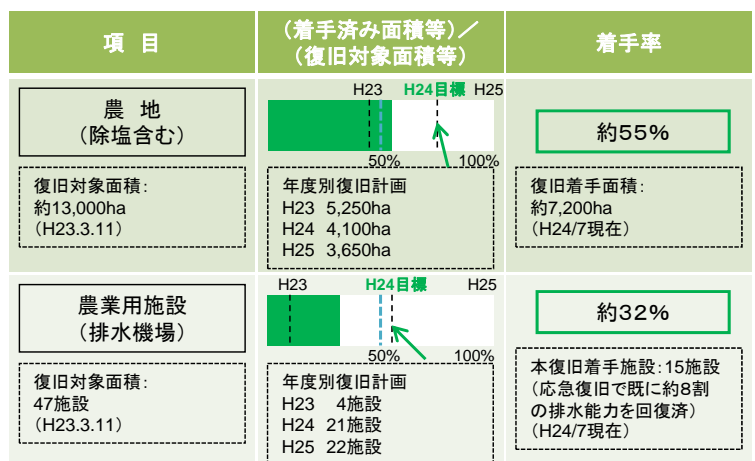 項 目
(着手済み面積等)／
(復旧対象面積等)
着手率
農 地
(除塩含む)
復旧対象面積：
約13,000ha
(H23.3.11)
H23 H24目標 H25
50% 100%
年度別復旧計画
H23 5,250ha
H24 4,100ha
H25 3,650ha
約55%
復旧着手面積：
約7,200ha
(H24/7現在)
農業用施設
(排水機場)
復旧対象面積：
47施設
(H23.3.11)
H23 H24目標 H25
50% 100%
年度別復旧計画
H23 4施設
H24 21施設
H25 22施設
約32%
本復旧着手施設：15施設
(応急復旧で既に約8割
の排水能力を回復済)
(H24/7現在)